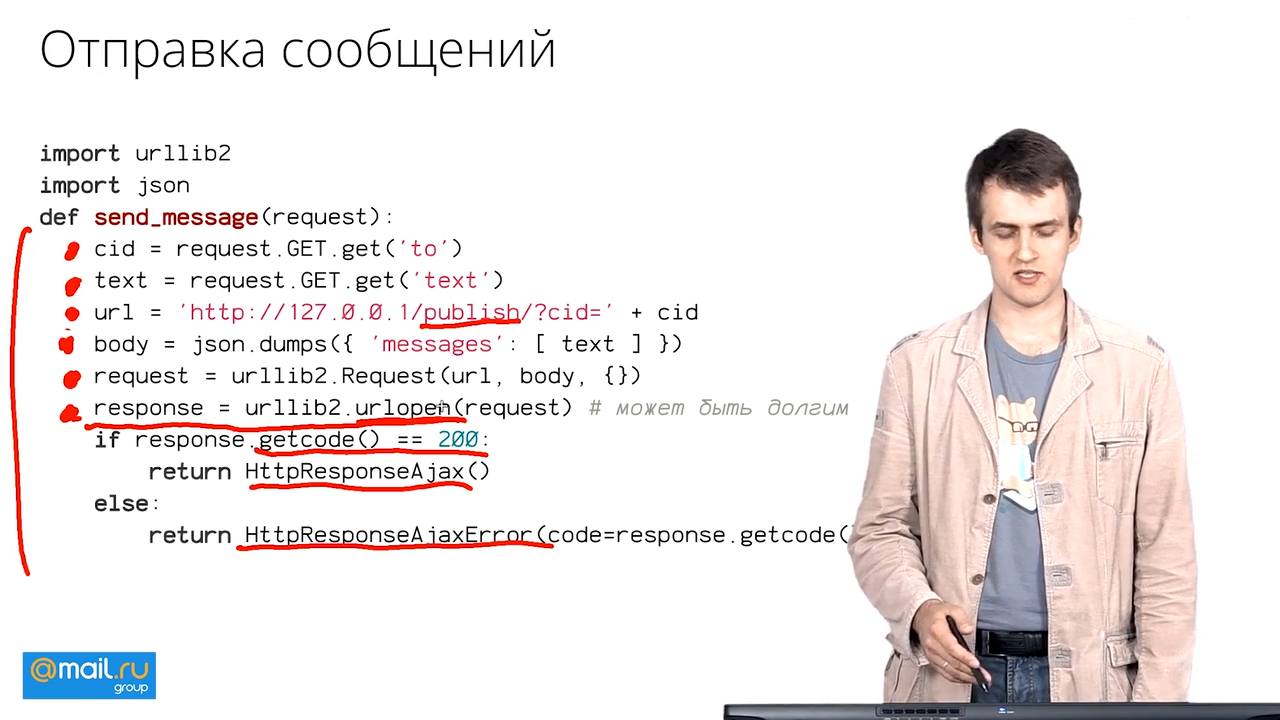 Отправка сообщений
import urllib2
import json
def send_message(request):
cid = request.GET.get('to')
text = request.GET.get('text')
url = 'http://127.0.0.1/publish/?cid=' + cid
body = json.dumps({ 'messages': [ text ] })
request = urllib2.Request(url, body, {})
response = urllib2.urlopen(request) # может быть долгим
if response.getcode() == 200:
return HttpResponseAjax()
else:
return HttpResponseAjaxError(code=response.getcode(
@mail.ru
group